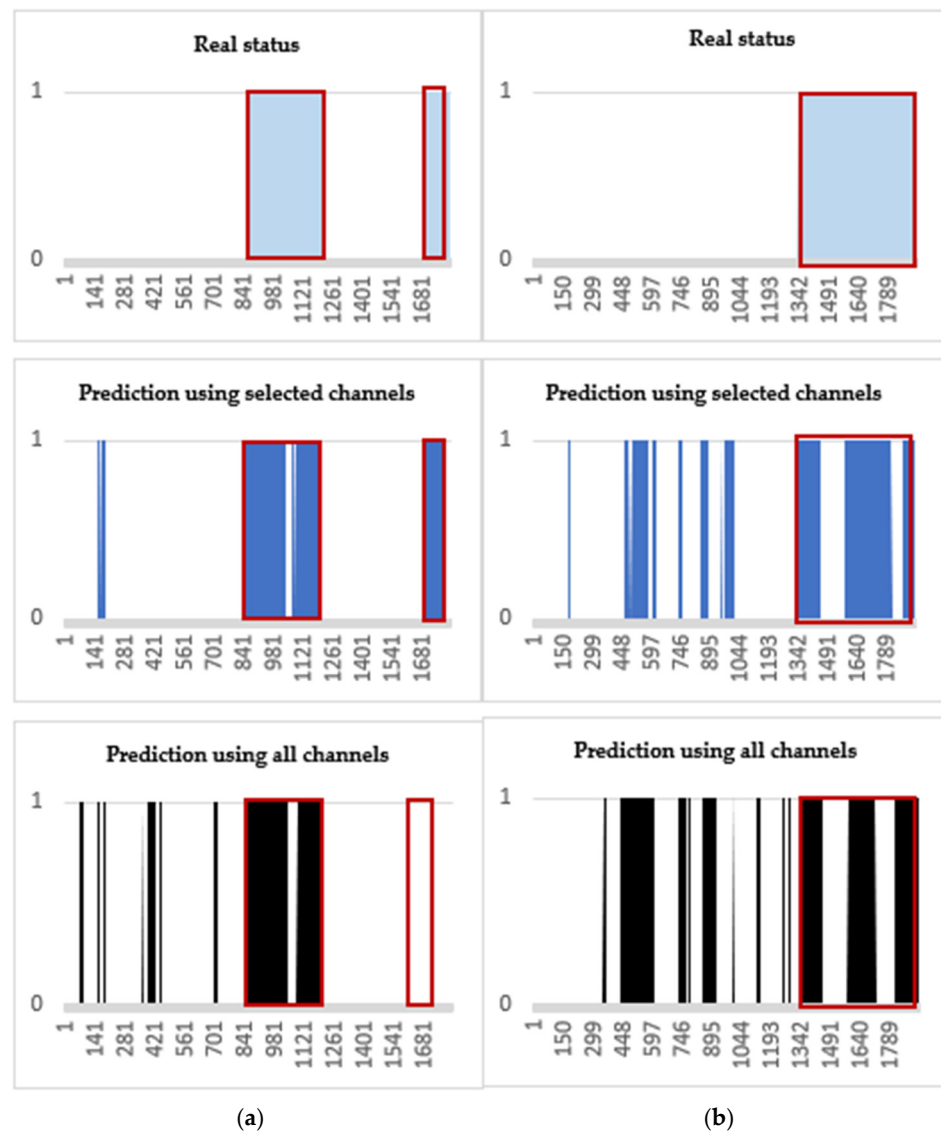 Real status
1
0
1 141 281 421 561 701 841 981 1121 1261 1401 1541 1681
Real status
1
0
1 150 299 448 597 746 895 1044 1193 1342 1491 1640 1789
Prediction using selected channels
1
0
1 141 281 421 561 701 841 981 1121 1261 1401 1541 1681
Prediction using selected channels
1
0
1 150 299 448 597 746 895 1044 1193 1342 1491 1640 1789
Prediction using all channels
1
0
1 141 281 421 561 701 841 981 1121 1261 1401 1541 1681
Prediction using all channels
1
0
1 150 299 448 597 746 895 1044 1193 1342 1491 1640 1789
(a)
(b)